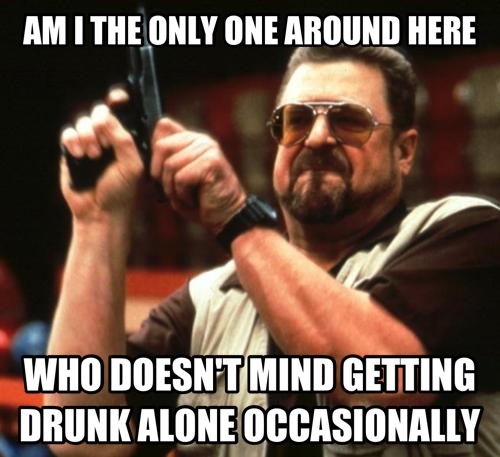 AM I THE ONLY ONE AROUND HERE
WHO DOESN'T MIND GETTING
DRUNK ALONE OCCASIONALLY